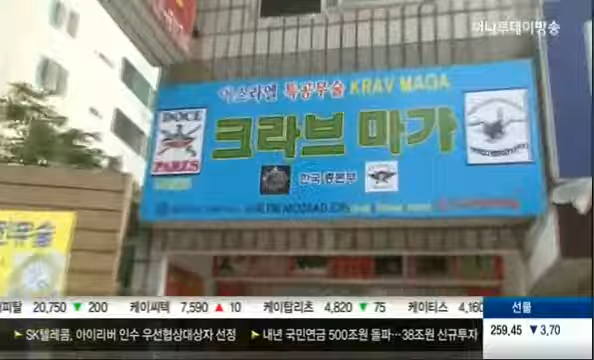 머니투데이방송
이스라엘 특공무술 KRAV MAGA
DOCE
PARES
크라브 마가
한국 총본부
무술
피탈 20,750 ▼ 200 케이씨텍 7,590 ▲ 10 케이탑리츠 4,820 ▼ 75 케이티스 4,160
선물
▶ SK텔레콤, 아이리버 인수 우선협상대상자 선정 ▶ 내년 국민연금 500조원 돌파…38조원 신규투자
259.45 ▼ 3.70